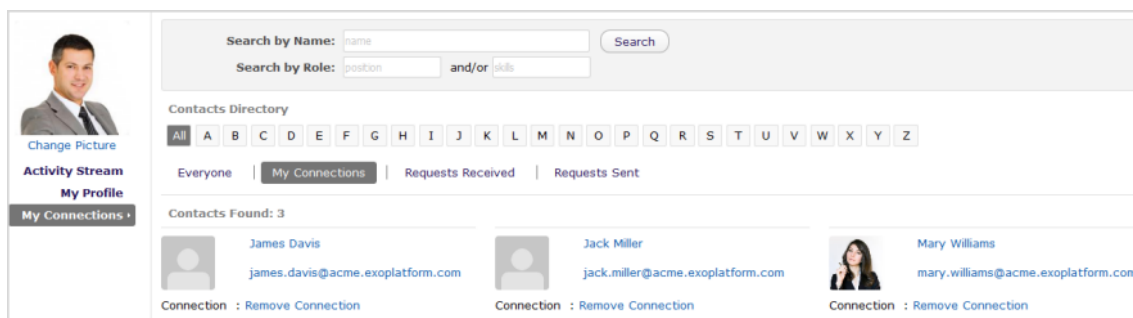 Search by Name: name Search
Search by Role: position and/or skills
Contacts Directory
All A B C D E F G H I J K L M N O P Q R S T U V W X Y Z
Change Picture
Activity Stream
My Profile
My Connections
Everyone | My Connections | Requests Received | Requests Sent
Contacts Found: 3
James Davis
james.davis@acme.exoplatform.com
Connection : Remove Connection
Jack Miller
jack.miller@acme.exoplatform.com
Connection : Remove Connection
Mary Williams
mary.williams@acme.exoplatform.com
Connection : Remove Connection